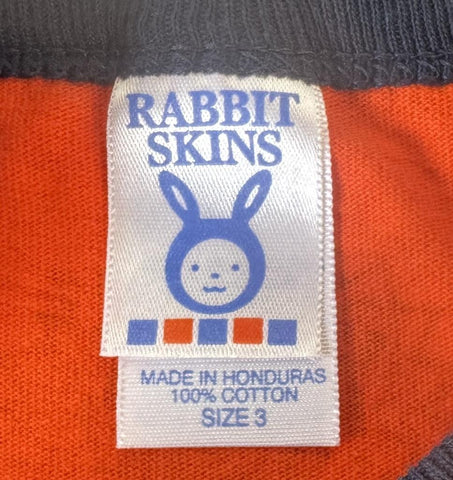 RABBIT
SKINS
MADE IN HONDURAS
100% COTTON
SIZE 3